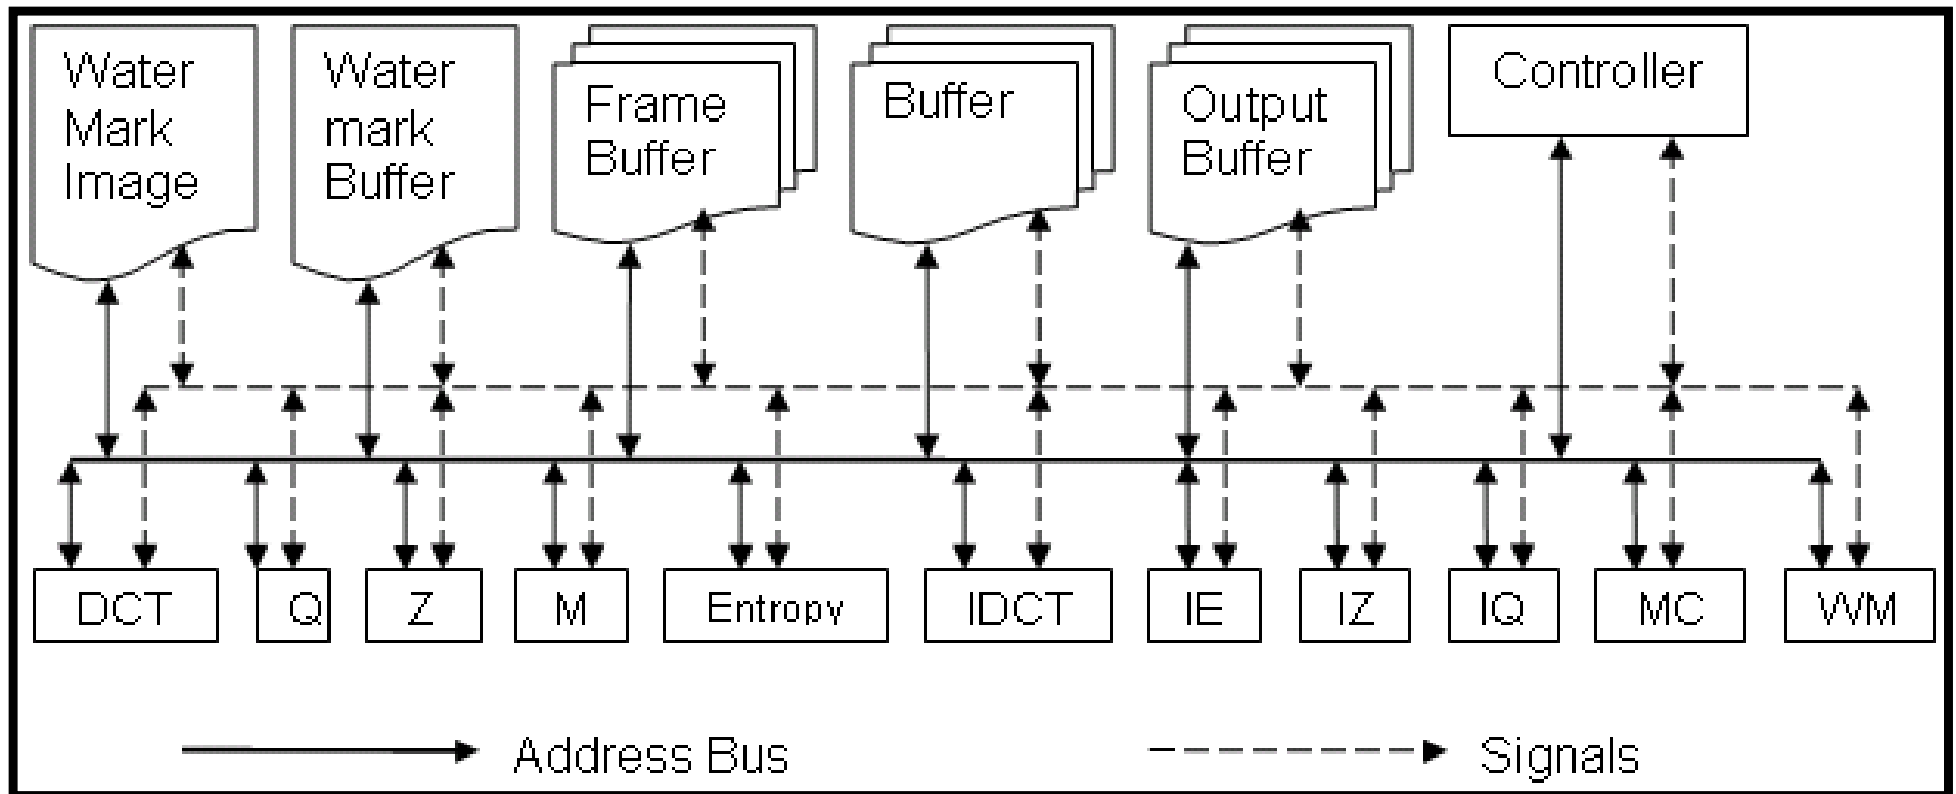 Water
Mark
Image
Water
mark
Buffer
Frame
Buffer
Buffer
Output
Buffer
Controller
DCT
Q
Z
M
Entropy
IDCT
IE
IZ
IQ
MC
WM
Address Bus
Signals